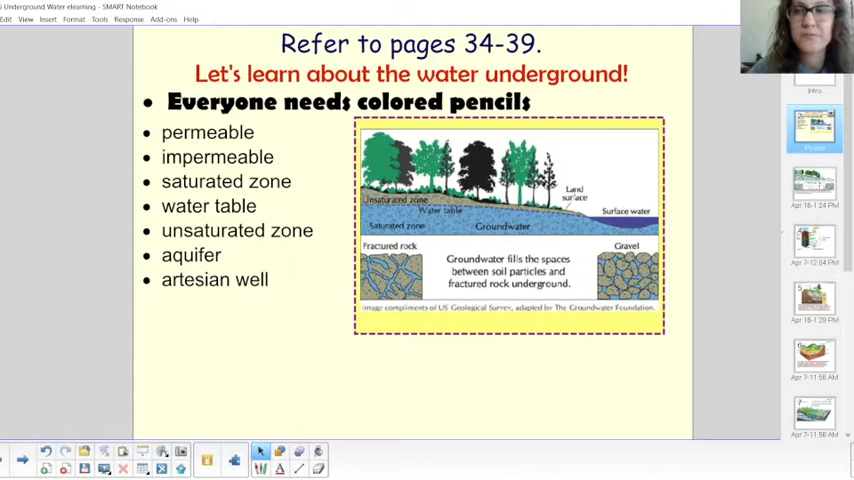 Underground Water elearning - SMART Notebook
Edit View Insert Format Tools Response Add-ons Help
Refer to pages 34-39.
Let's learn about the water underground!
• Everyone needs colored pencils
• permeable
• impermeable
• saturated zone
• water table
• unsaturated zone
• aquifer
• artesian well
Unsaturated zone
Water table
Land
surface
Surface water
Saturated zone
Groundwater
Fractured rock
Gravel
Groundwater fills the spaces
between soil particles and
fractured rock underground.
Image compliments of US Geological Survey, adapted by The Groundwater Foundation.
Intro
Poster
Apr 16-1:24 PM
Apr 7-12:04 PM
Apr 16-1:29 PM
Apr 7-11:56 AM
Apr 7-11:56 AM